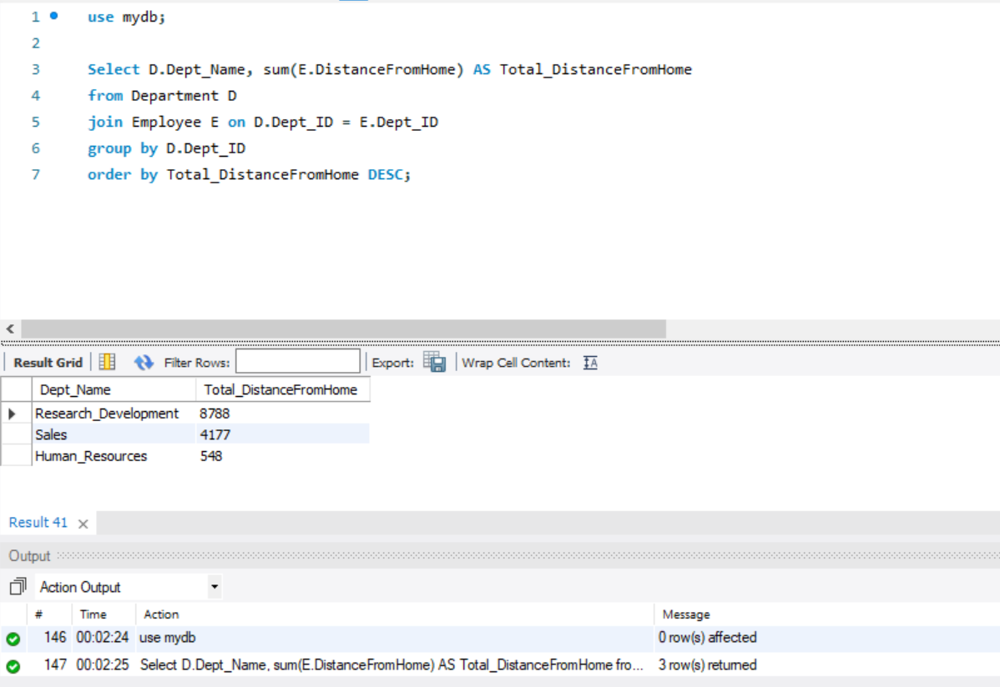 1 use mydb;
2
3 Select D.Dept_Name, sum(E.DistanceFromHome) AS Total_DistanceFromHome
4 from Department D
5 join Employee E on D.Dept_ID = E.Dept_ID
6 group by D.Dept_ID
7 order by Total_DistanceFromHome DESC;
Result Grid Filter Rows: Export: Wrap Cell Content:
Dept_Name Total_DistanceFromHome
Research_Development 8788
Sales 4177
Human_Resources 548
Result 41
Output
Action Output
# Time Action Message
146 00:02:24 use mydb 0 row(s) affected
147 00:02:25 Select D.Dept_Name, sum(E.DistanceFromHome) AS Total_DistanceFromHome fro... 3 row(s) returned